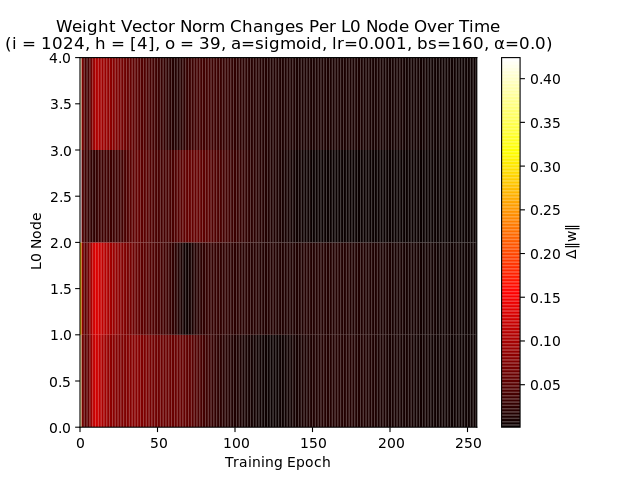 Weight Vector Norm Changes Per L0 Node Over Time
(i = 1024, h = [4], o = 39, a=sigmoid, lr=0.001, bs=160, α=0.0)
4.0
3.5
3.0
2.5
2.0
1.5
1.0
0.5
0.0
L0 Node
0 50 100 150 200 250
Training Epoch
0.40
0.35
0.30
0.25
0.20
0.15
0.10
0.05
Δ‖w‖